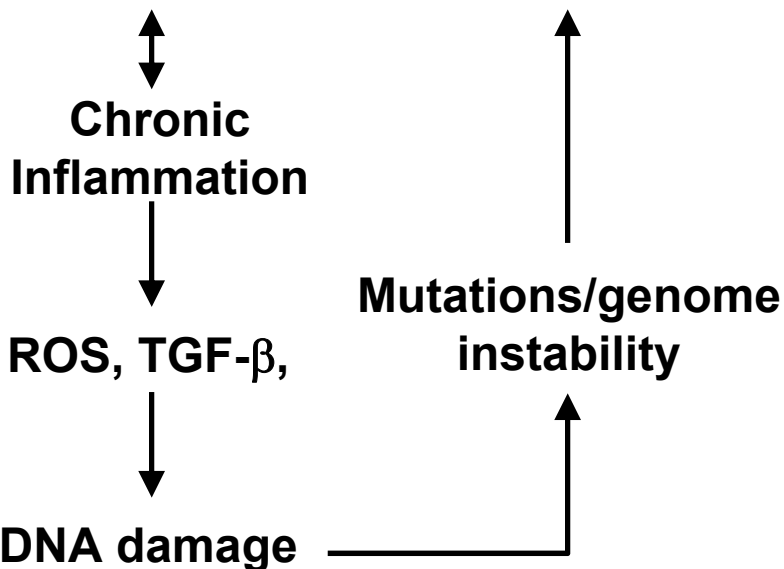 Chronic
Inflammation
ROS, TGF-β,
DNA damage
Mutations/genome
instability